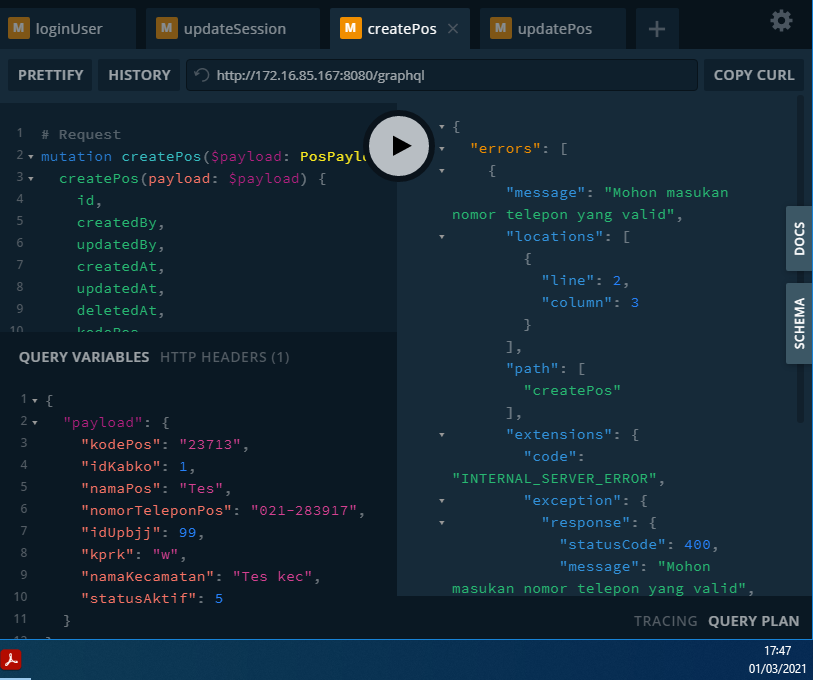 M loginUser
M updateSession
M createPos
M updatePos
PRETTIFY
HISTORY
http://172.16.85.167:8080/graphql
COPY CURL
1 # Request
2 mutation createPos($payload: PosPaylo
3 createPos(payload: $payload) {
4 id,
5 createdBy,
6 updatedBy,
7 createdAt,
8 updatedAt,
9 deletedAt,
10 kodePos
QUERY VARIABLES HTTP HEADERS (1)
1 {
2 "payload": {
3 "kodePos": "23713",
4 "idKabko": 1,
5 "namaPos": "Tes",
6 "nomorTeleponPos": "021-283917",
7 "idUpbjj": 99,
8 "kprk": "w",
9 "namaKecamatan": "Tes kec",
10 "statusAktif": 5
11 }
12 }
{
"errors": [
{
"message": "Mohon masukan
nomor telepon yang valid",
"locations": [
{
"line": 2,
"column": 3
}
],
"path": [
"createPos"
],
"extensions": {
"code":
"INTERNAL_SERVER_ERROR",
"exception": {
"response": {
"statusCode": 400,
"message": "Mohon
masukan nomor telepon yang valid",
DOCS
SCHEMA
TRACING QUERY PLAN
17:47
01/03/2021